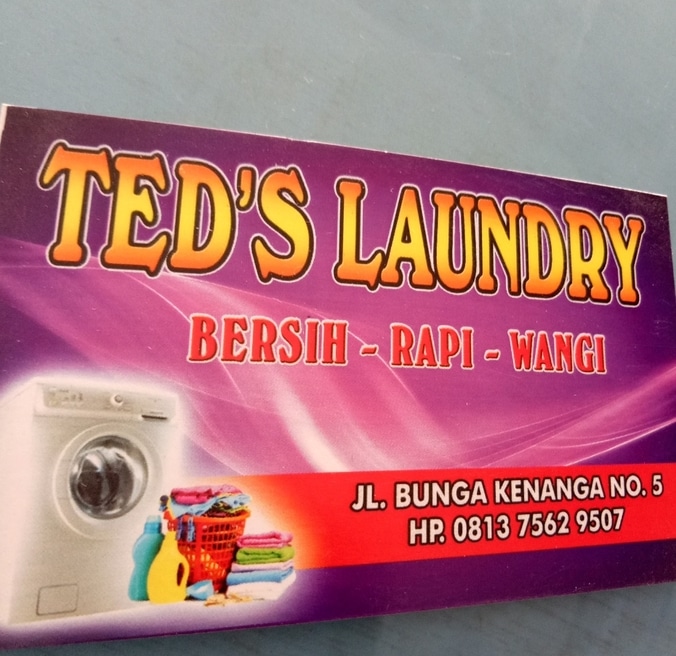 TED'S LAUNDRY
BERSIH - RAPI - WANGI
JL. BUNGA KENANGA NO. 5
HP. 0813 7562 9507